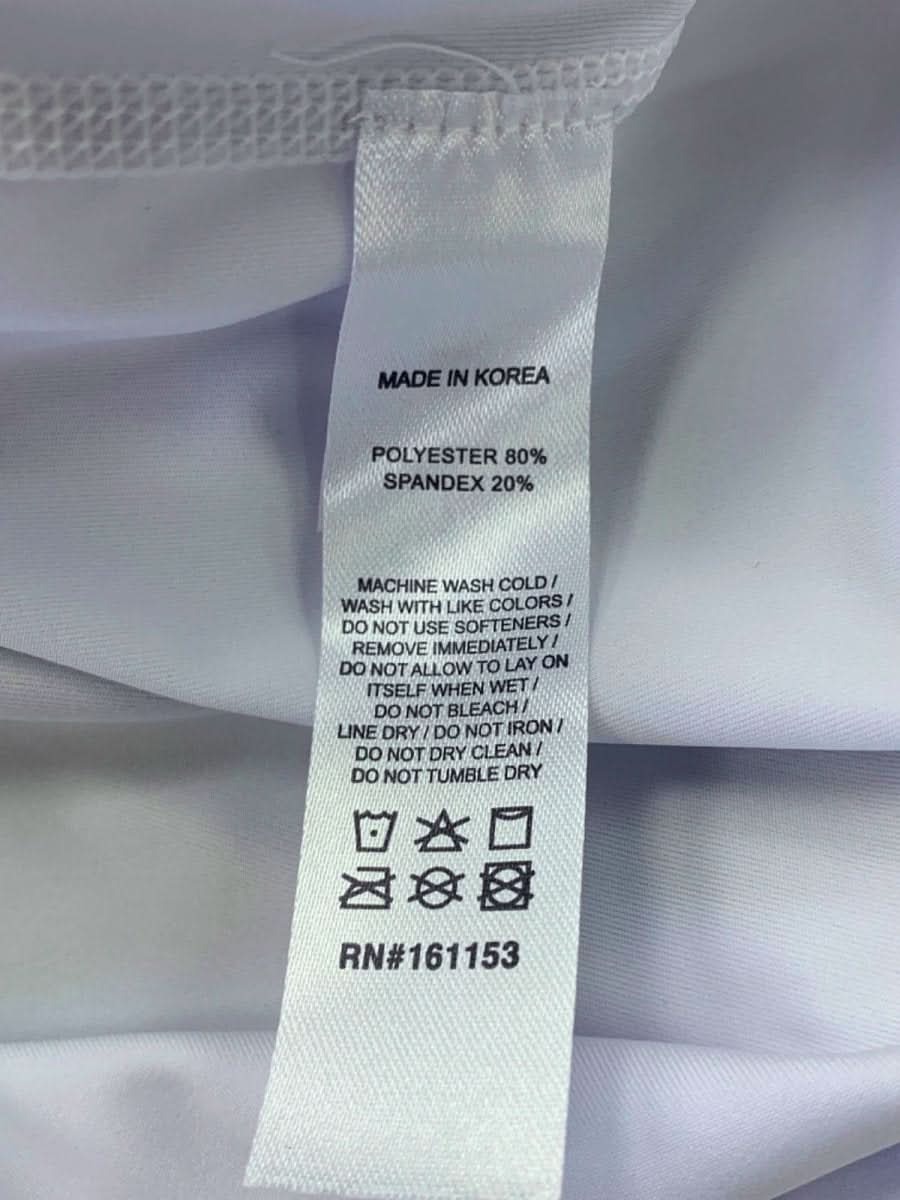 MADE IN KOREA
POLYESTER 80%
SPANDEX 20%
MACHINE WASH COLD /
WASH WITH LIKE COLORS /
DO NOT USE SOFTENERS /
REMOVE IMMEDIATELY /
DO NOT ALLOW TO LAY ON
ITSELF WHEN WET /
DO NOT BLEACH /
LINE DRY / DO NOT IRON /
DO NOT DRY CLEAN /
DO NOT TUMBLE DRY
RN#161153